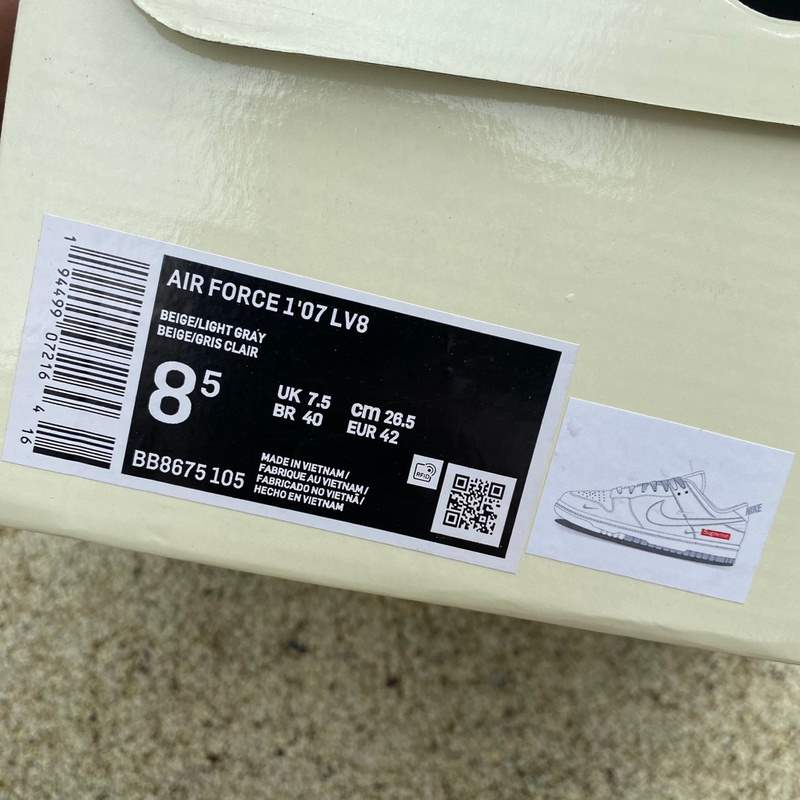 AIR FORCE 1'07 LV8
BEIGE/LIGHT GRAY
BEIGE/GRIS CLAIR
8⁵
UK 7.5 cm 26.5
BR 40 EUR 42
BB8675 105
MADE IN VIETNAM/
FABRIQUE AU VIETNAM/
FABRICADO NO VIETNÃ/
HECHO EN VIETNAM
RFID
1 94499 07216 4
16
NIKE
Supreme